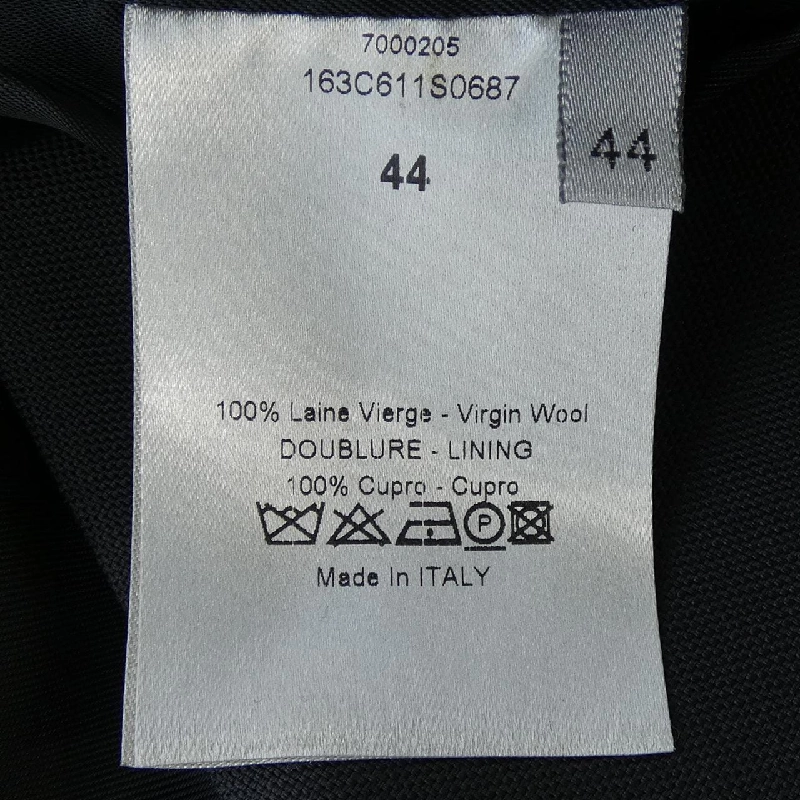 7000205
163C611S0687
44
44
100% Laine Vierge - Virgin Wool
DOUBLURE - LINING
100% Cupro - Cupro
P
Made In ITALY